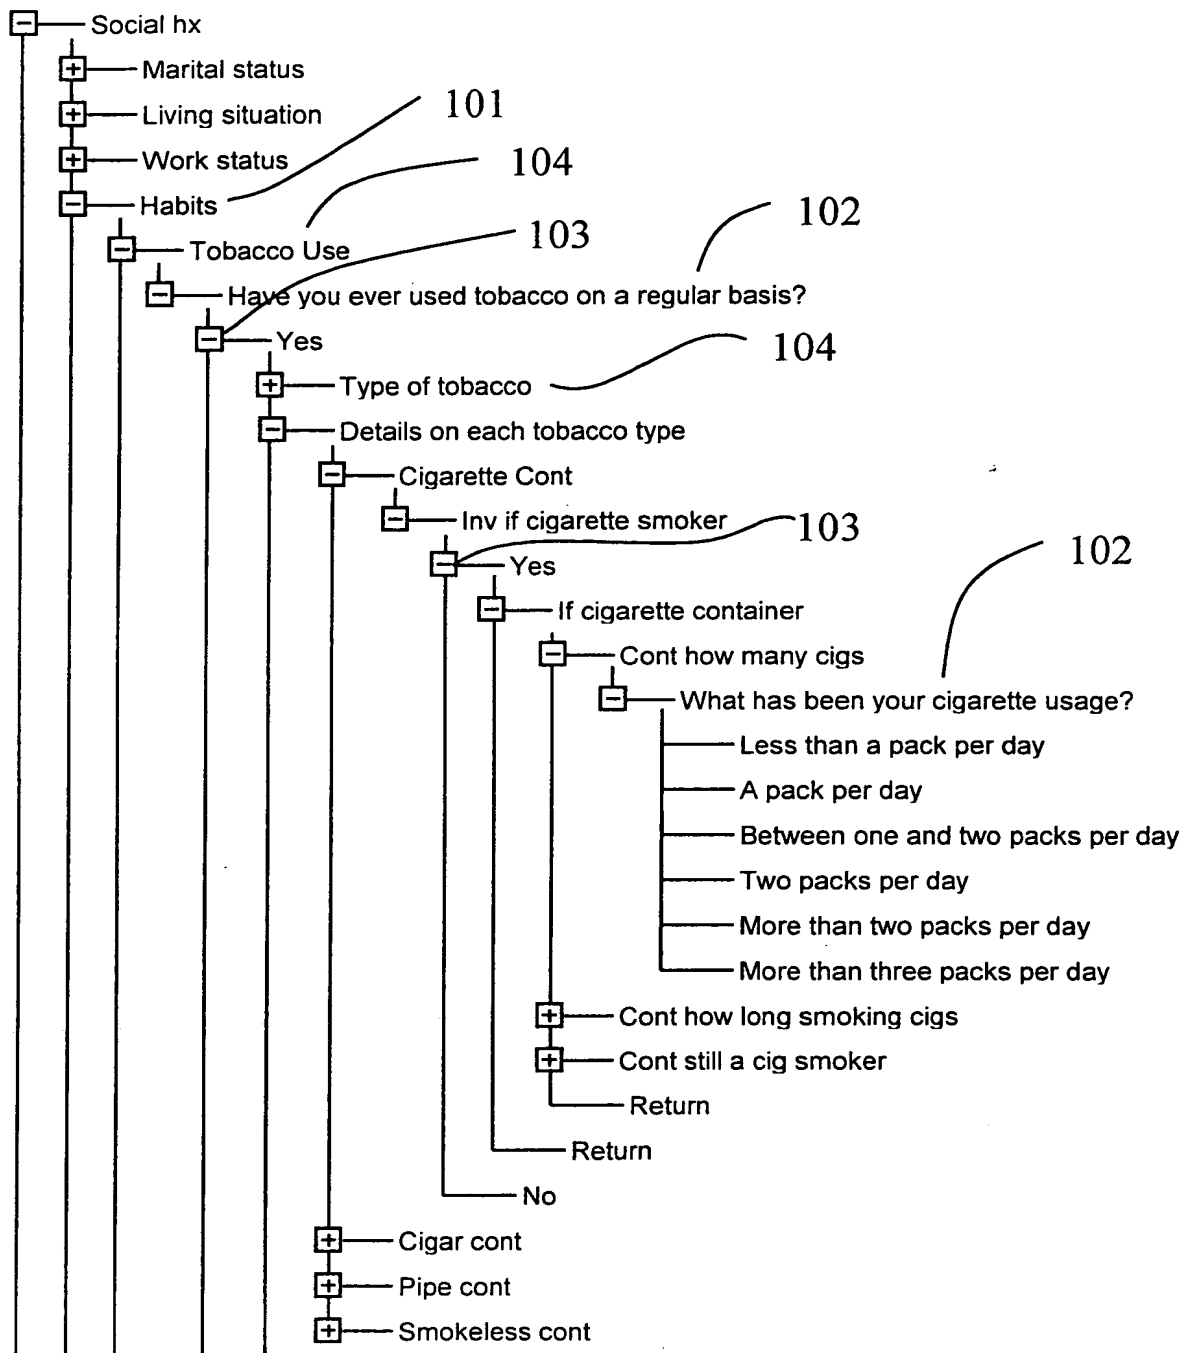 Social hx
Marital status
Living situation
101
Work status
104
Habits
102
103
Tobacco Use
Have you ever used tobacco on a regular basis?
Yes
104
Type of tobacco
Details on each tobacco type
Cigarette Cont
Inv if cigarette smoker
103
102
Yes
If cigarette container
Cont how many cigs
What has been your cigarette usage?
Less than a pack per day
A pack per day
Between one and two packs per day
Two packs per day
More than two packs per day
More than three packs per day
Cont how long smoking cigs
Cont still a cig smoker
Return
Return
No
Cigar cont
Pipe cont
Smokeless cont